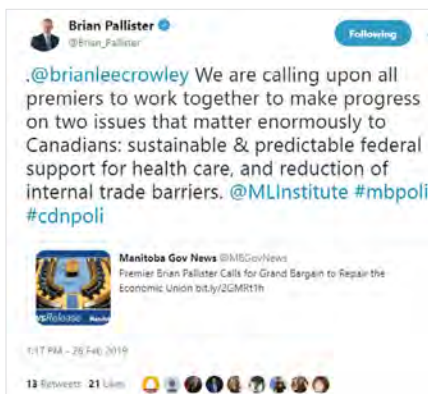 Brian Pallister
@Brian_Pallister
Following
.@brianleecrowley We are calling upon all
premiers to work together to make progress
on two issues that matter enormously to
Canadians: sustainable & predictable federal
support for health care, and reduction of
internal trade barriers. @MLInstitute #mbpoli
#cdnpoli
Manitoba Gov News @MBGovNews
Premier Brian Pallister Calls for Grand Bargain to Repair the
Economic Union bit.ly/2GMRt1h
1:17 PM - 26 Feb 2019
13 Retweets 21 Likes